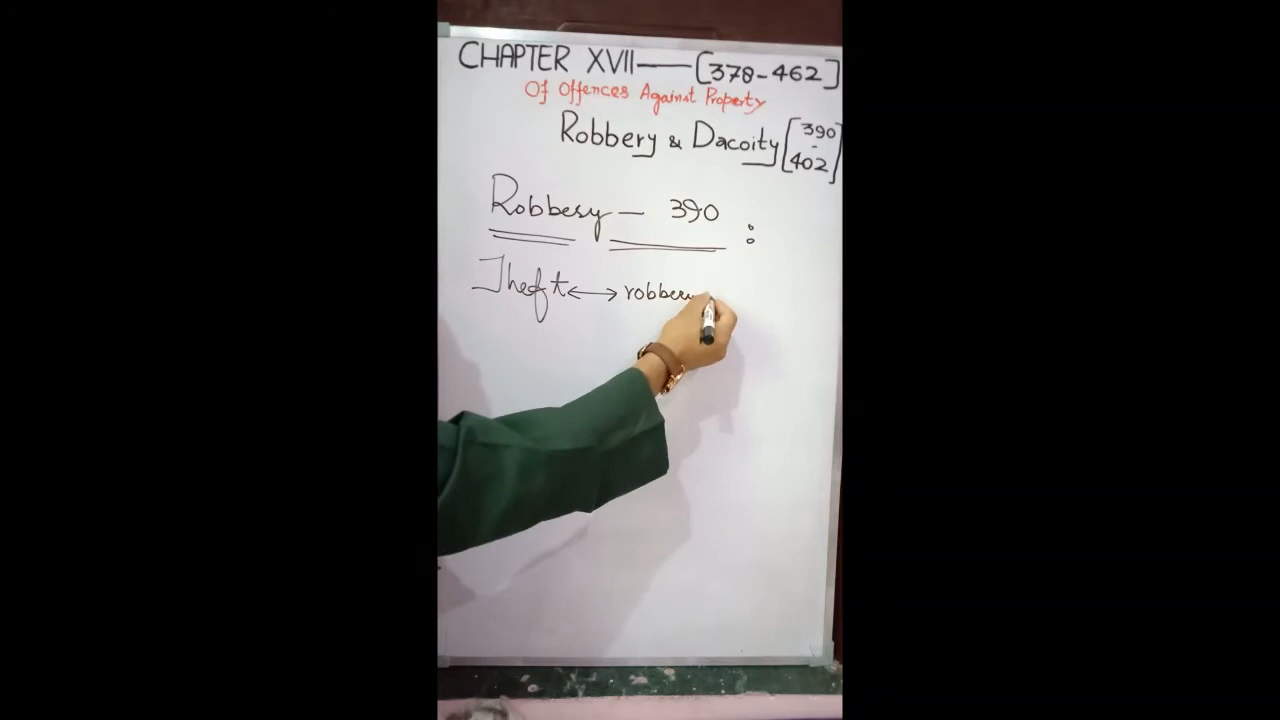 CHAPTER XVII — [378-462]
Of Offences Against Property
Robbery & Dacoity [390 - 402]
Robbery — 390 :
Theft ↔ robbery